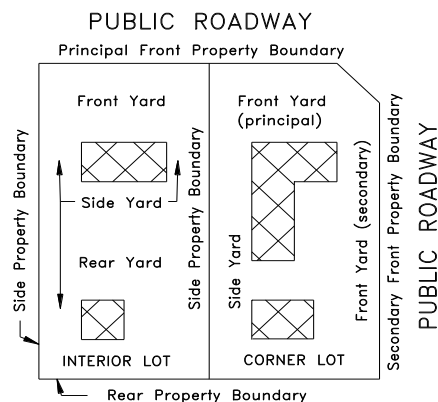 PUBLIC ROADWAY
Principal Front Property Boundary
Front Yard
Front Yard
(principal)
Side Yard
Rear Yard
Side Property Boundary
Side Property Boundary
Side Yard
Front Yard (secondary)
Secondary Front Property Boundary
PUBLIC ROADWAY
INTERIOR LOT
CORNER LOT
Rear Property Boundary